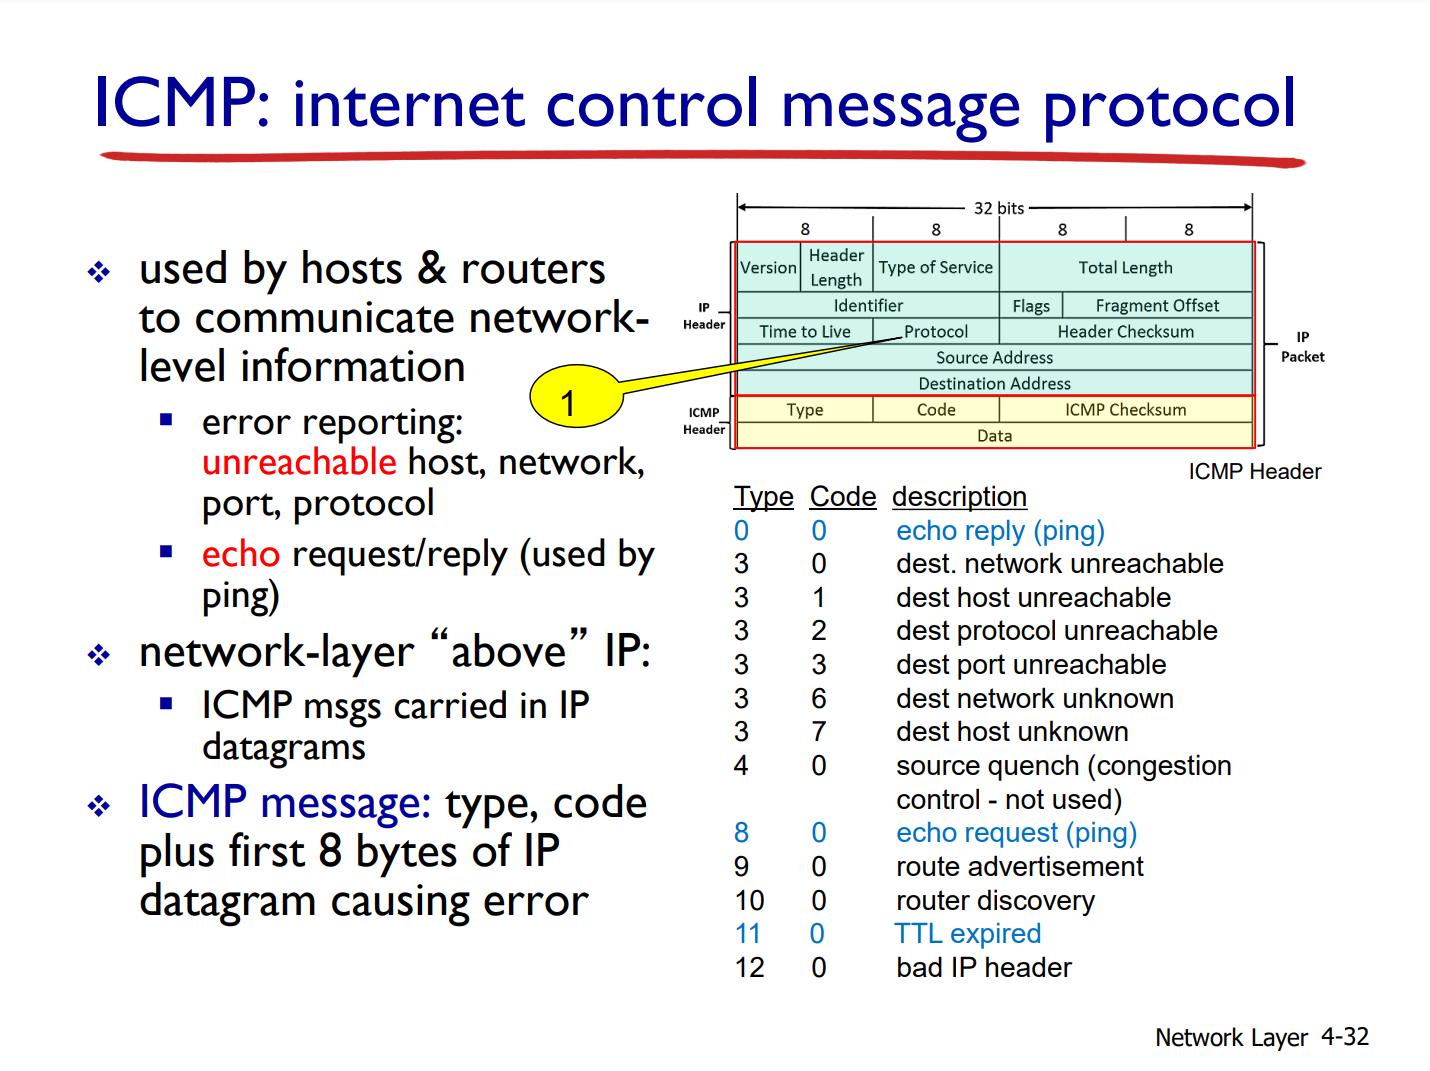 ICMP: internet control message protocol
used by hosts & routers
to communicate network-
level information
error reporting:
unreachable host, network,
port, protocol
echo request/reply (used by
ping)
network-layer “above” IP:
ICMP msgs carried in IP
datagrams
ICMP message: type, code
plus first 8 bytes of IP
datagram causing error
32 bits
8 8 8 8
Version Header Length Type of Service Total Length
Identifier Flags Fragment Offset
Time to Live Protocol Header Checksum
Source Address
Destination Address
Type Code ICMP Checksum
Data
IP
Header
ICMP
Header
IP
Packet
1
ICMP Header
Type Code description
0 0 echo reply (ping)
3 0 dest. network unreachable
3 1 dest host unreachable
3 2 dest protocol unreachable
3 3 dest port unreachable
3 6 dest network unknown
3 7 dest host unknown
4 0 source quench (congestion
control - not used)
8 0 echo request (ping)
9 0 route advertisement
10 0 router discovery
11 0 TTL expired
12 0 bad IP header
Network Layer 4-32